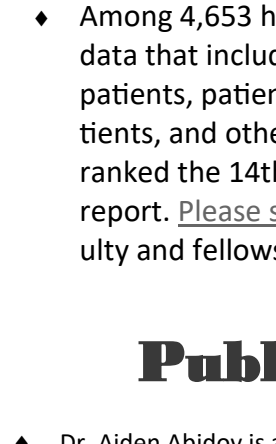 ♦ Among 4,653 h
data that includ
patients, patien
tients, and othe
ranked the 14th
report. Please s
ulty and fellows
Publ
♦ Dr. Aiden Abidov is a